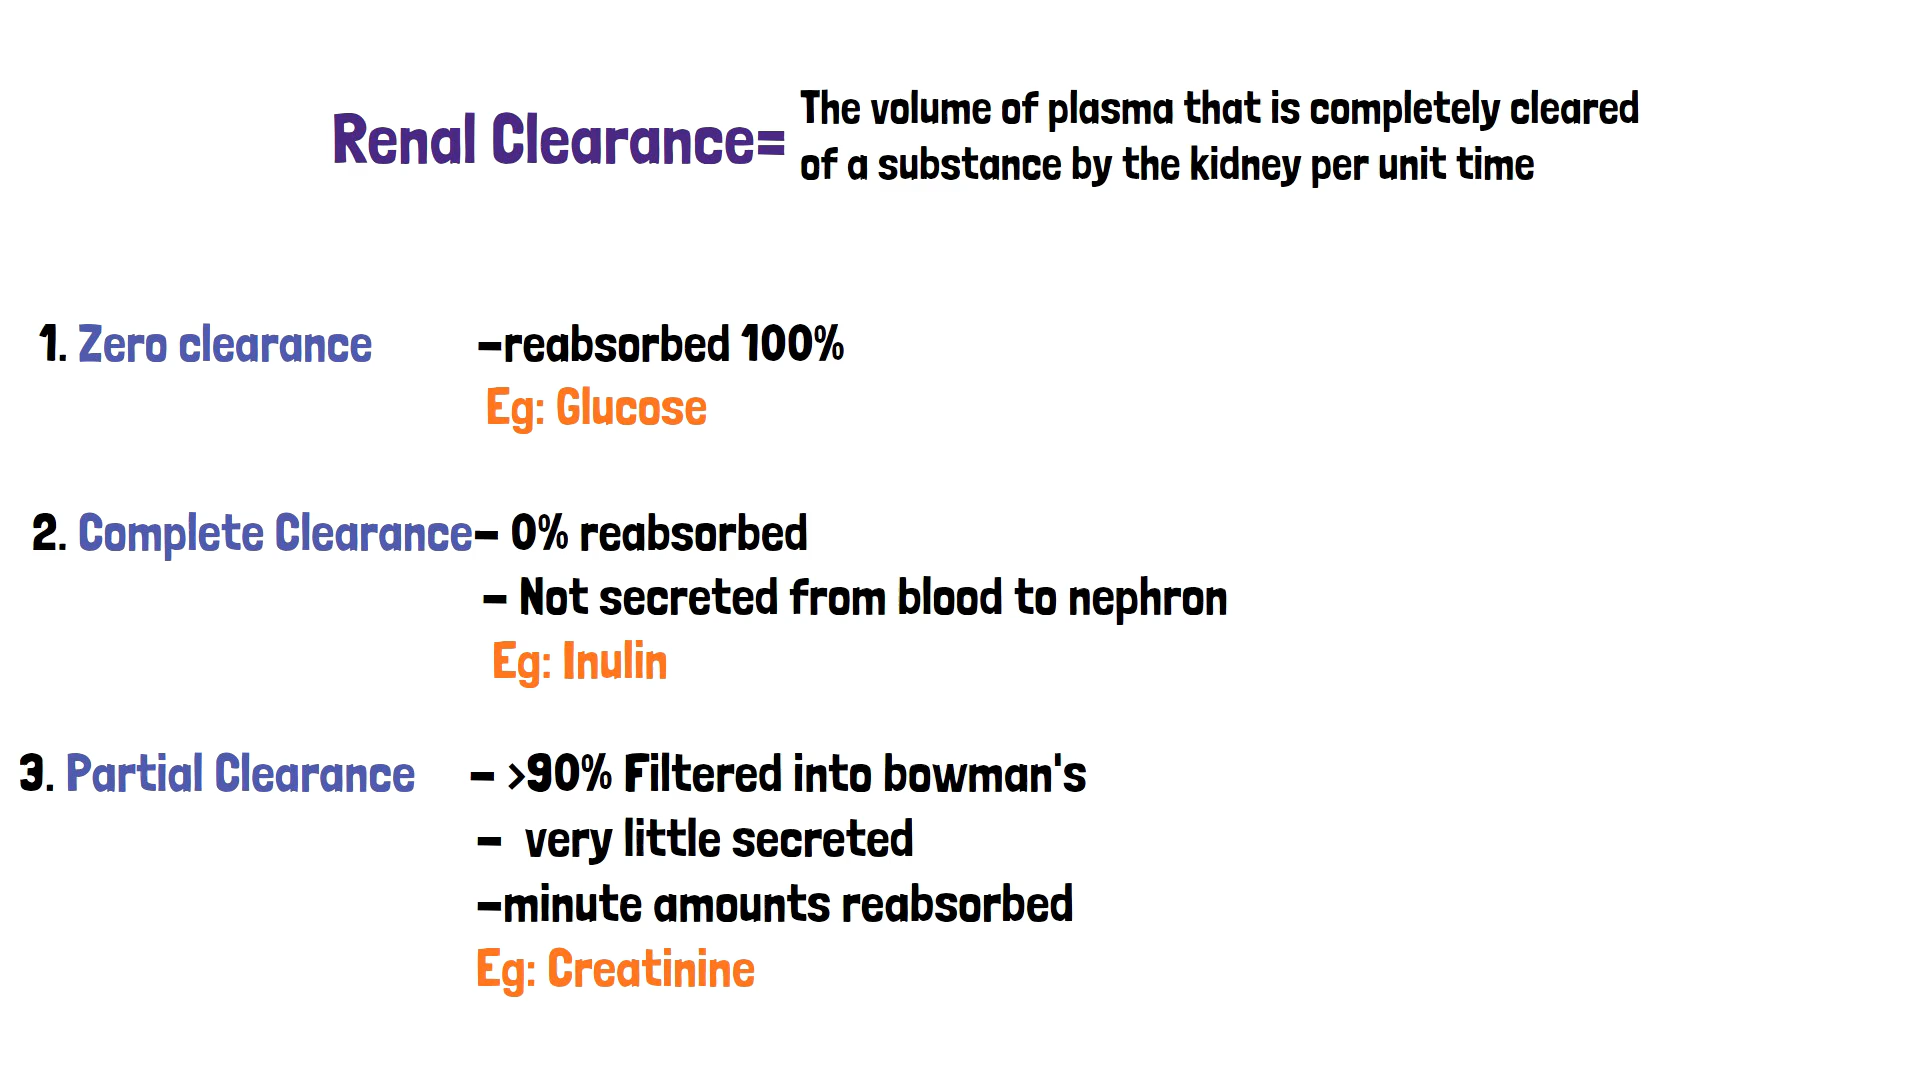 Renal Clearance=
The volume of plasma that is completely cleared
of a substance by the kidney per unit time
1. Zero clearance -reabsorbed 100%
Eg: Glucose
2. Complete Clearance- 0% reabsorbed
- Not secreted from blood to nephron
Eg: Inulin
3. Partial Clearance - >90% Filtered into bowman's
- very little secreted
-minute amounts reabsorbed
Eg: Creatinine